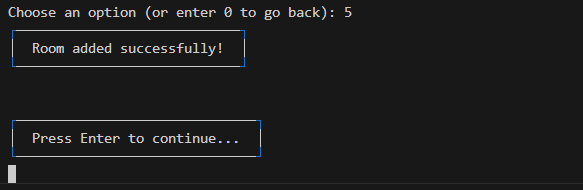 Choose an option (or enter 0 to go back): 5
Room added successfully!
Press Enter to continue...